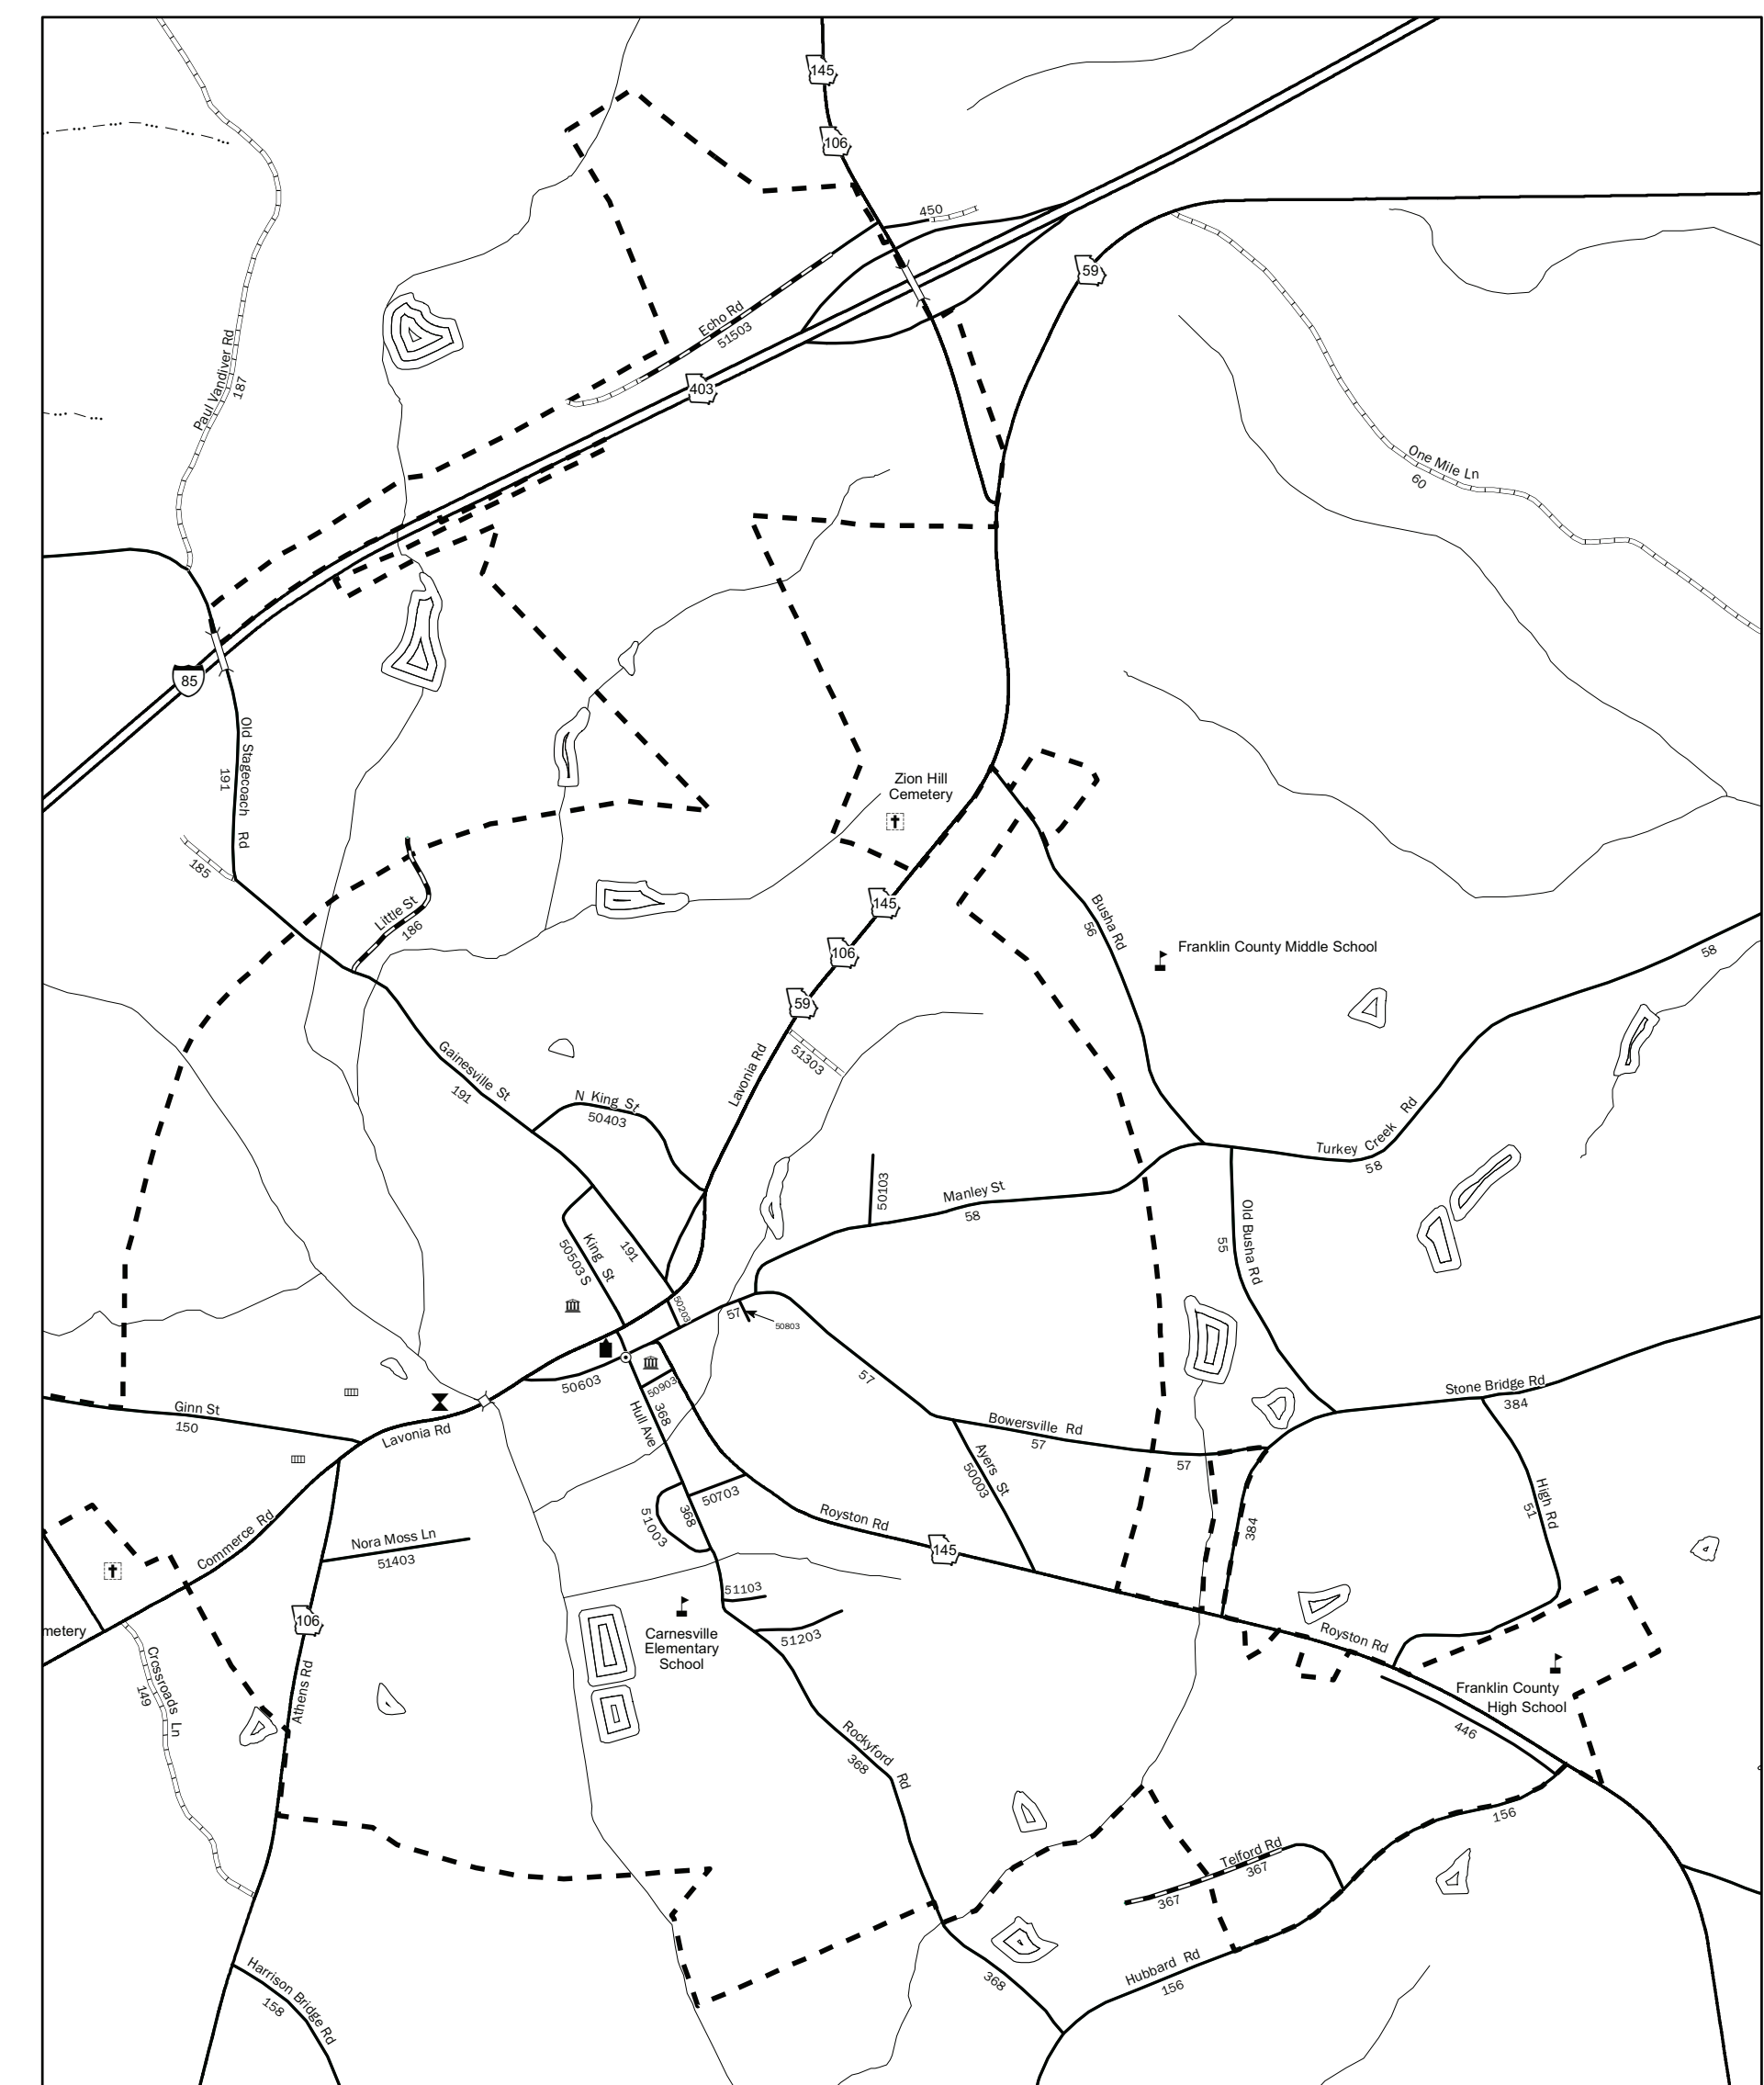 145
106
450
59
Echo Rd
51503
403
Paul Vandiver Rd
187
One Mile Ln
60
85
Old Stagecoach Rd
191
Zion Hill
Cemetery
185
Little St
186
145
106
59
Busha Rd
56
Franklin County Middle School
58
Gainesville St
191
N King St
50403
Lavonia Rd
51303
50103
Manley St
58
Turkey Creek Rd
58
Old Busha Rd
55
King St
50503 S
191
50203
57
50803
50603
50903
57
Hull Ave
368
Ginn St
150
Lavonia Rd
Stone Bridge Rd
384
Bowersville Rd
57
57
Ayers St
50003
High Rd
51
50703
368
51003
Royston Rd
145
384
Commerce Rd
Nora Moss Ln
51403
106
metery
51103
51203
Carnesville
Elementary
School
Royston Rd
Crossroads Ln
149
Athens Rd
Franklin County
High School
446
Rockyford Rd
368
156
Telford Rd
367
367
368
Hubbard Rd
156
Harrison Bridge Rd
158